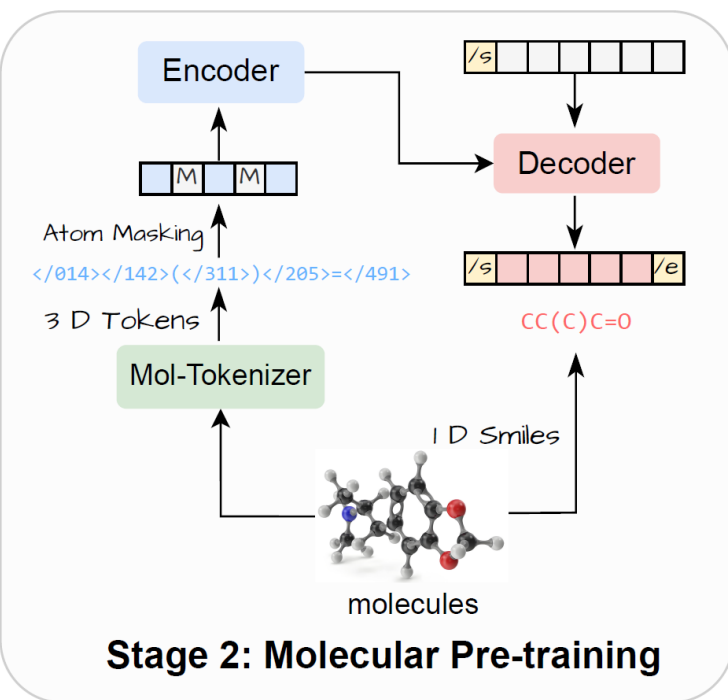 Encoder
/s
Decoder
M M
Atom Masking
</014></142>(</311>)</205>=</491>
/s /e
3 D Tokens
CC(C)C=O
Mol-Tokenizer
1 D Smiles
molecules
Stage 2: Molecular Pre-training